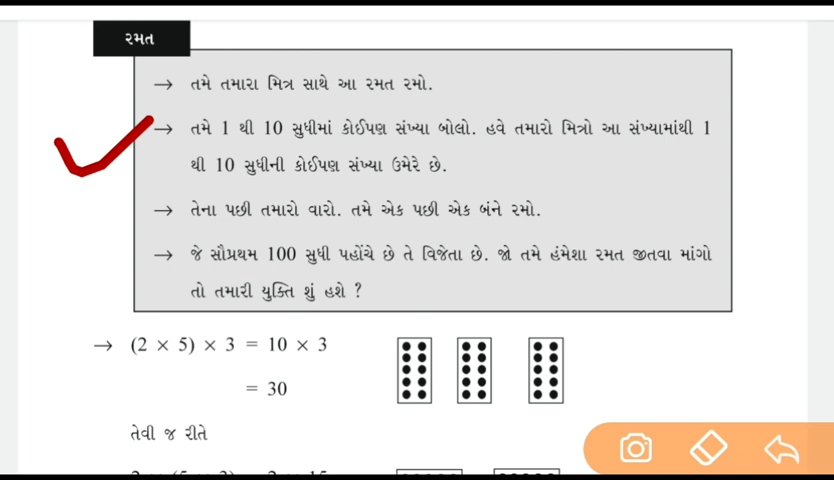 રમત
→ તમે તમારા મિત્ર સાથે આ રમત રમો.
→ તમે 1 થી 10 સુધીમાં કોઈપણ સંખ્યા બોલો. હવે તમારો મિત્રો આ સંખ્યામાંથી 1
થી 10 સુધીની કોઈપણ સંખ્યા ઉમેરે છે.
→ તેના પછી તમારો વારો. તમે એક પછી એક બંને રમો.
→ જે સૌપ્રથમ 100 સુધી પહોંચે છે તે વિજેતા છે. જો તમે હંમેશા રમત જીતવા માંગો
તો તમારી યુક્તિ શું હશે ?
→ (2 × 5) × 3 = 10 × 3
= 30
તેવી જ રીતે